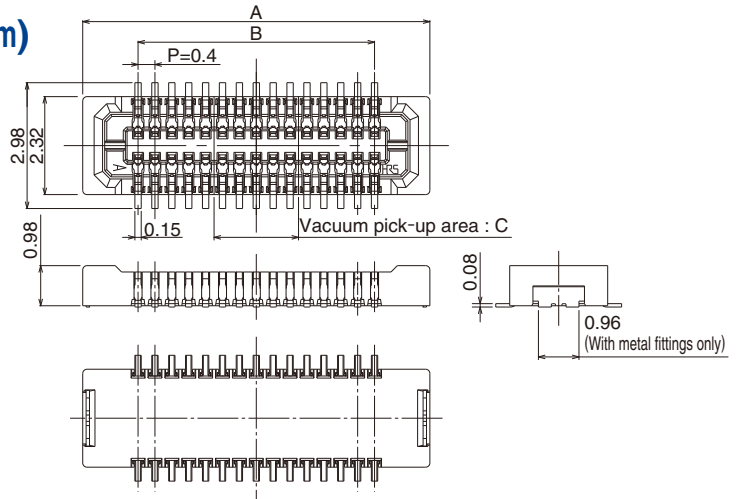 m)
A
B
P=0.4
2.98
2.32
A
HRS
0.15
Vacuum pick-up area : C
0.98
0.08
0.96
(With metal fittings only)